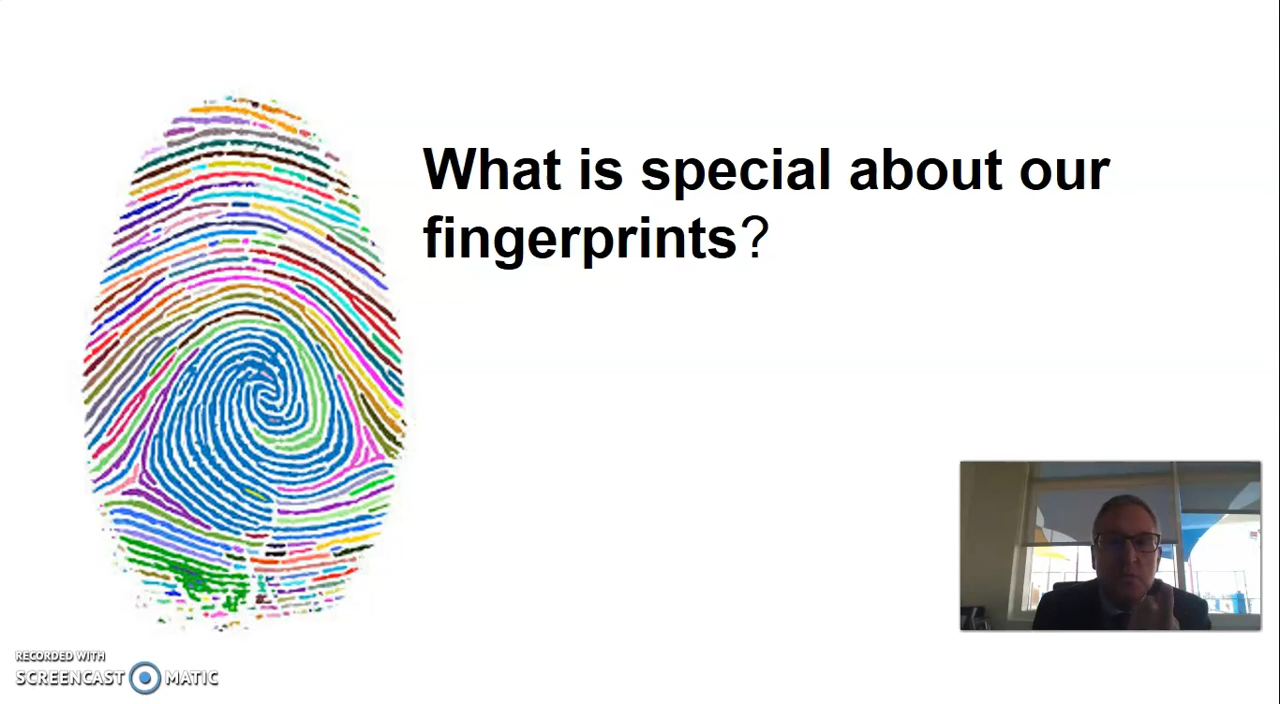 What is special about our
fingerprints?
RECORDED WITH
SCREENCAST MATIC